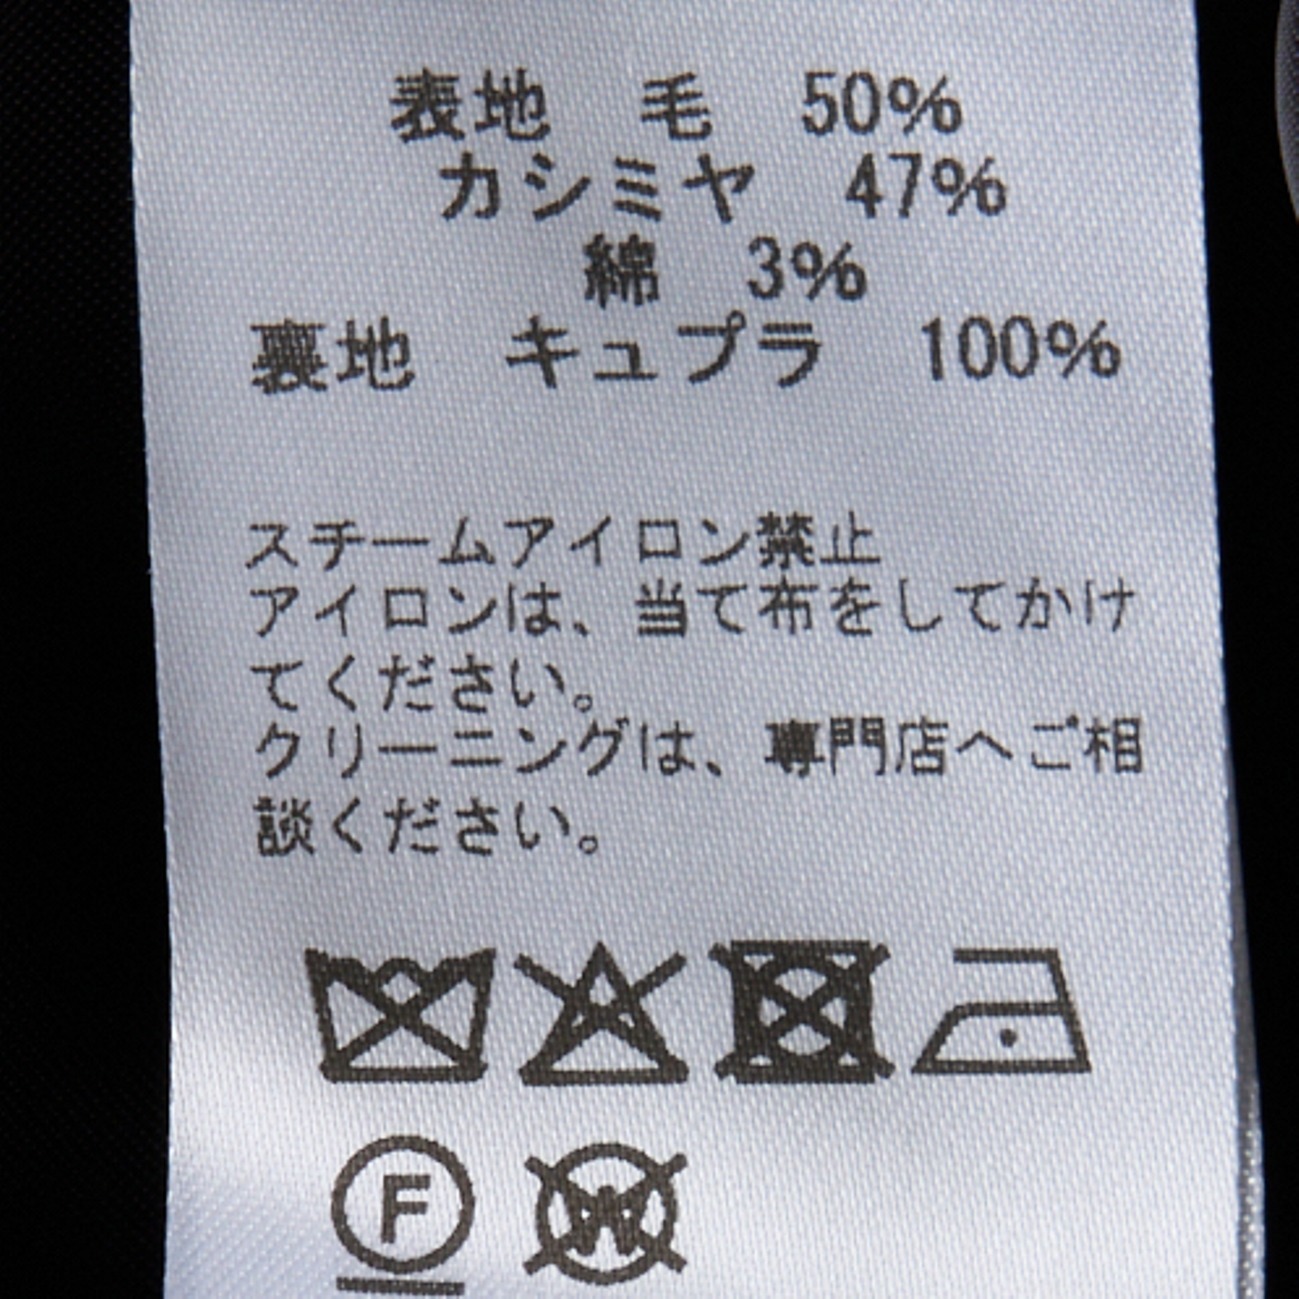 表地　毛　50%
カシミヤ　47%
綿　3%
裏地　キュプラ　100%
スチームアイロン禁止
アイロンは、当て布をしてかけ
てください。
クリーニングは、専門店へご相
談ください。
F
W